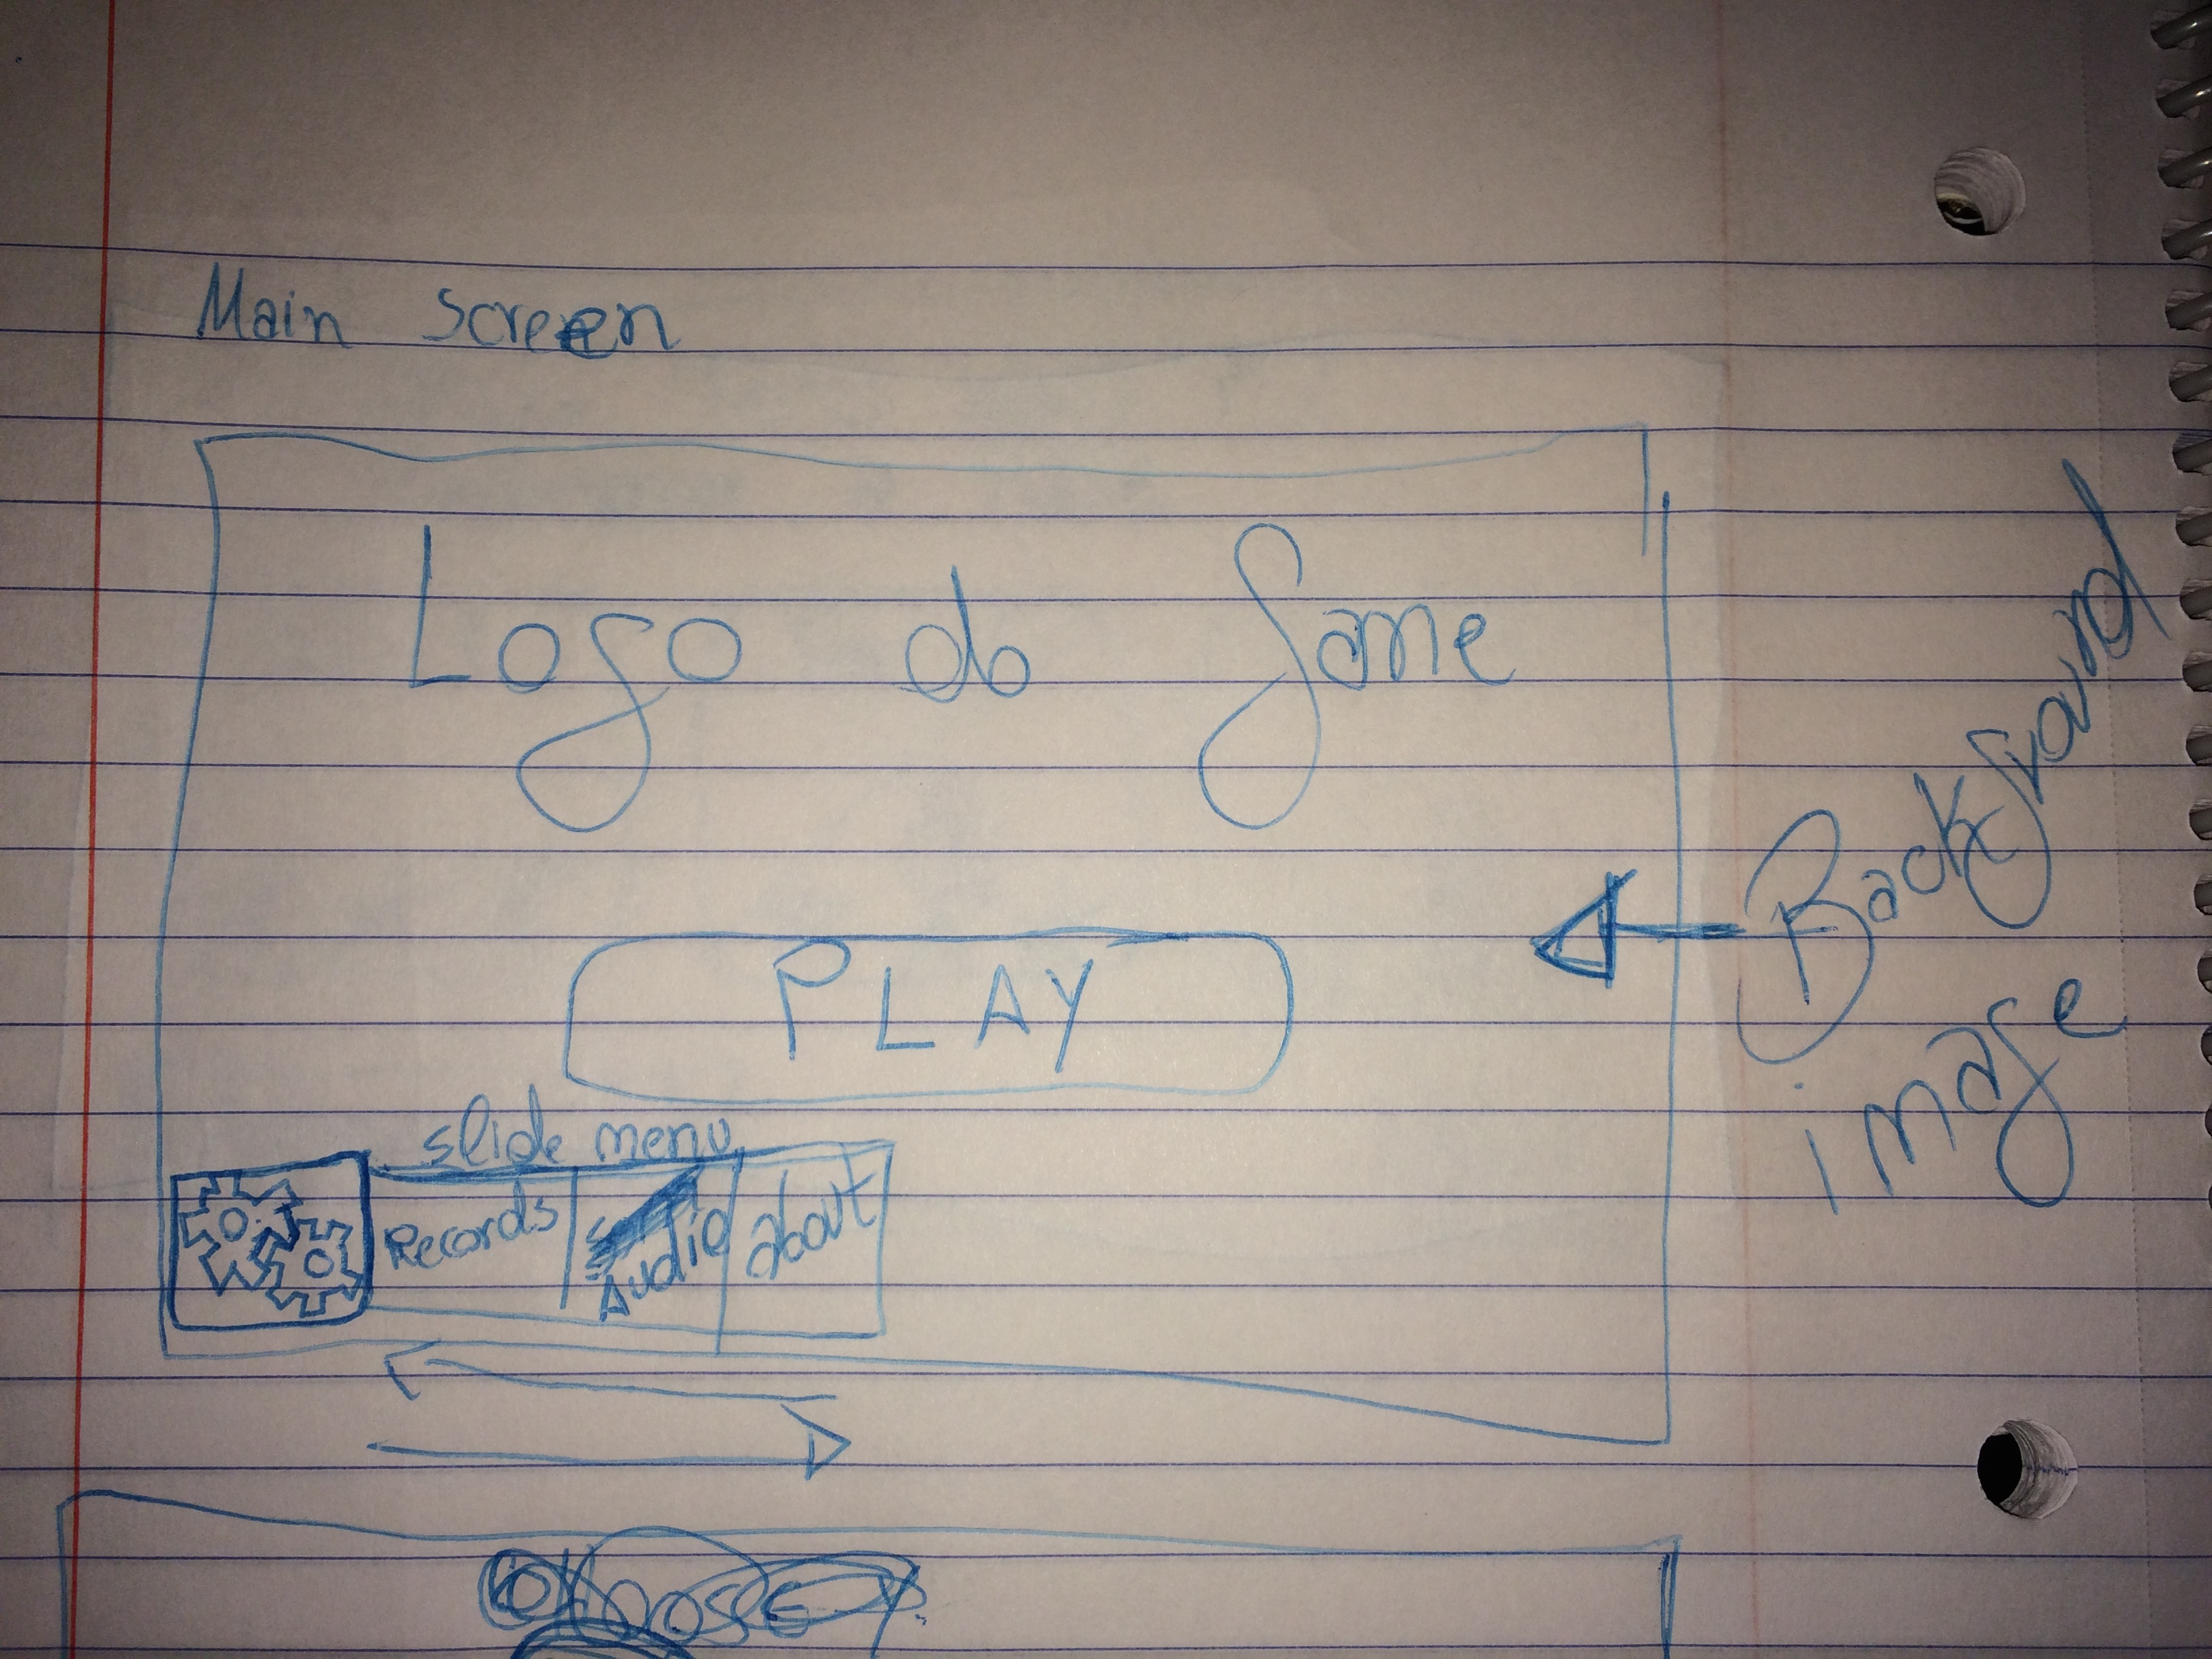 Main Screen
Logo do Game
Background
image
PLAY
slide menu
Records
Audio
about